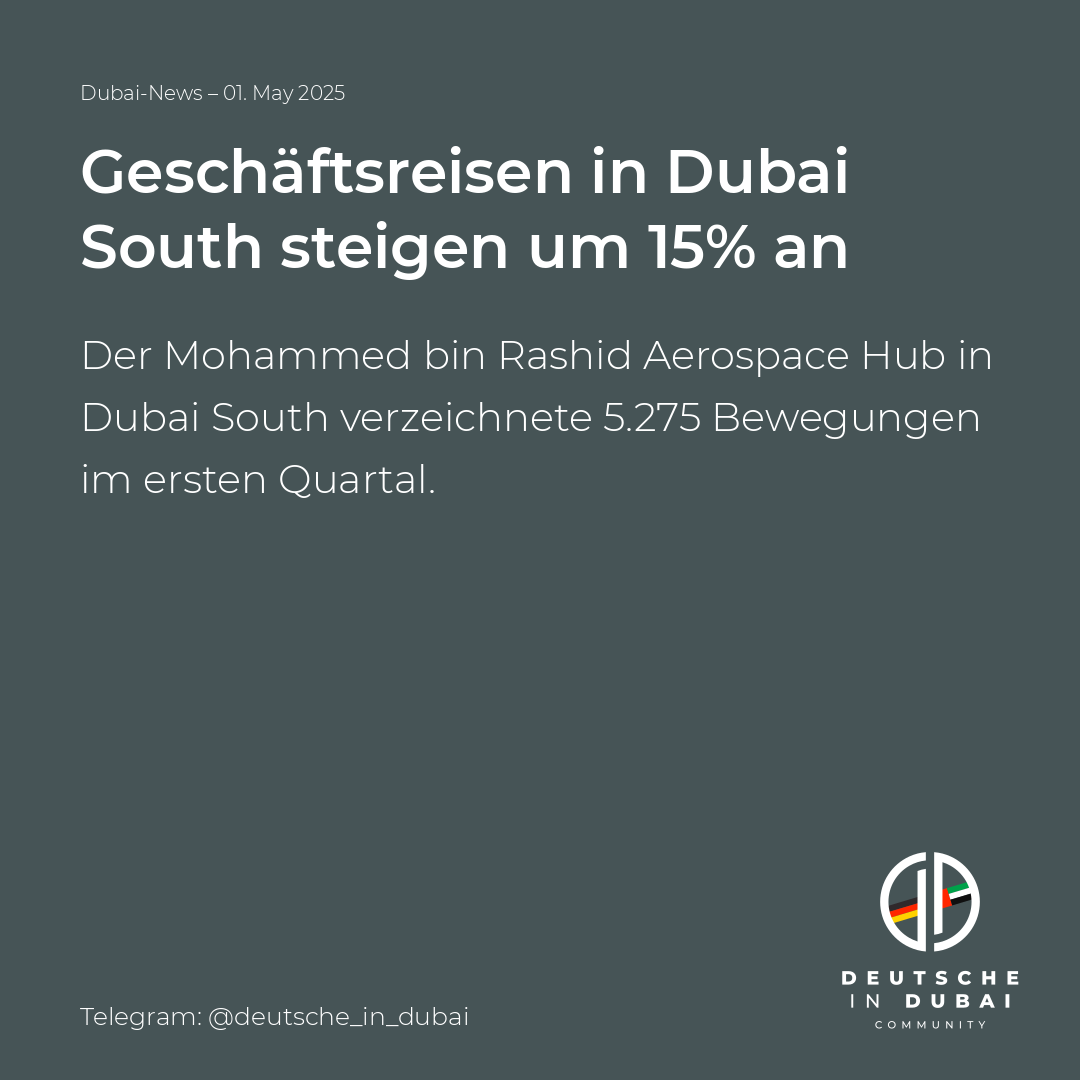 Dubai-News – 01. May 2025
Geschäftsreisen in Dubai
South steigen um 15% an
Der Mohammed bin Rashid Aerospace Hub in
Dubai South verzeichnete 5.275 Bewegungen
im ersten Quartal.
DEUTSCHE
IN DUBAI
COMMUNITY
Telegram: @deutsche_in_dubai